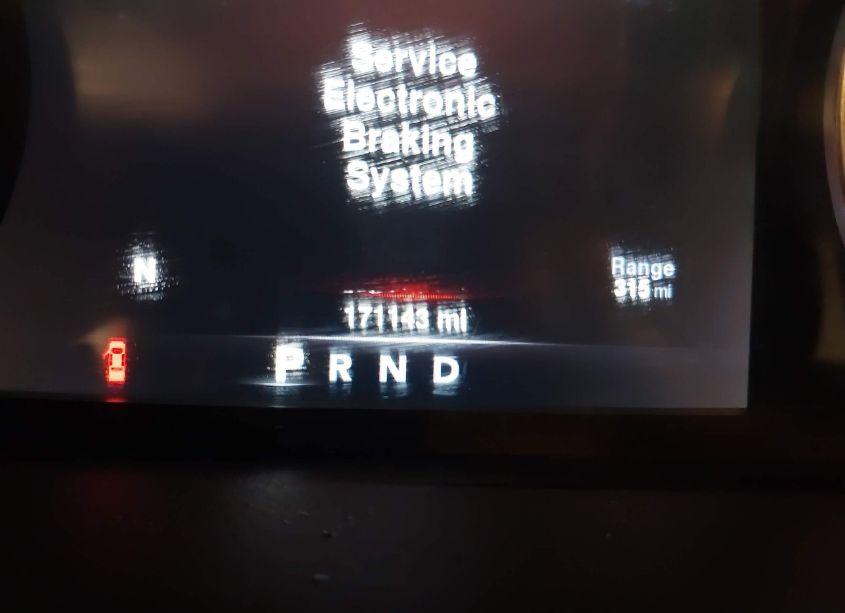 Service
Electronic
Braking
System
N
Range
315 mi
171143 mi
P R N D